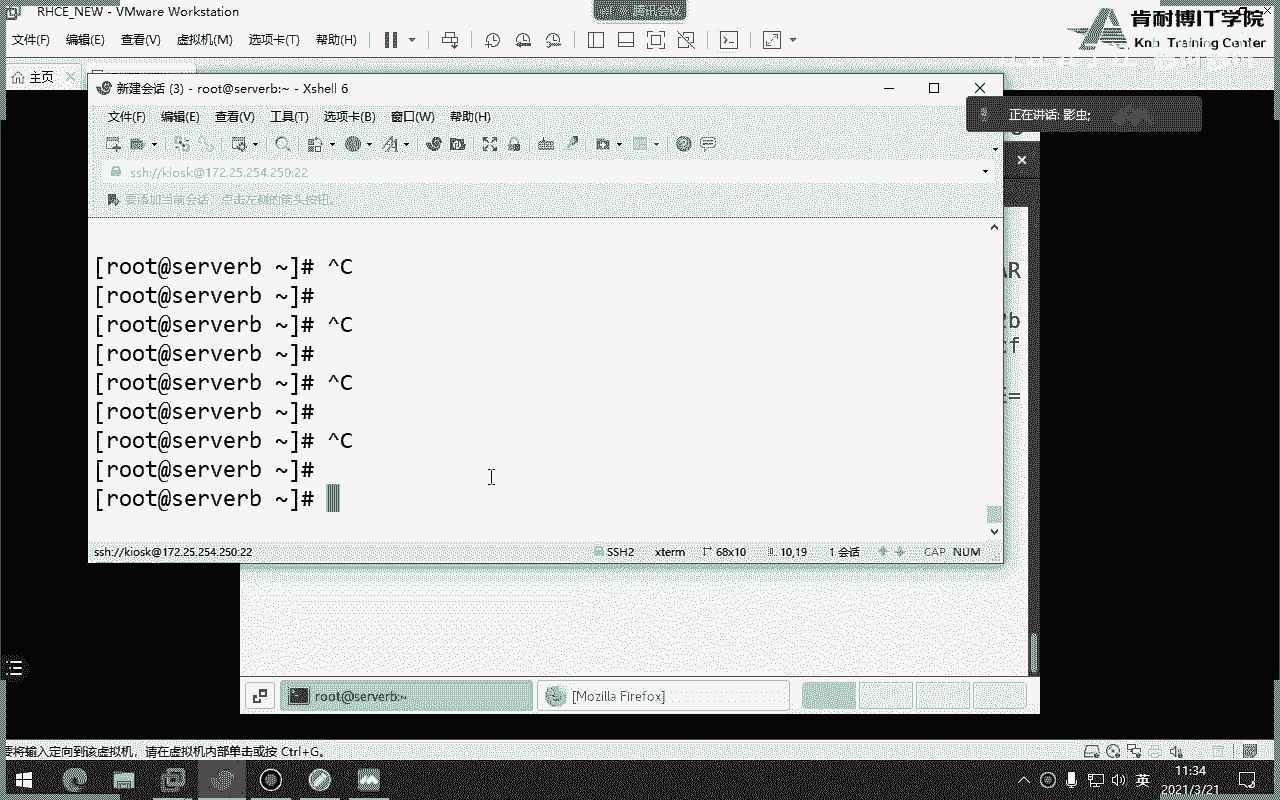 RHCE_NEW - VMware Workstation
腾讯会议
肯耐博IT学院
Knb Training Center
文件(F) 编辑(E) 查看(V) 虚拟机(M) 选项卡(T) 帮助(H)
主页
新建会话 (3) - root@serverb:~ - Xshell 6
正在讲话: 影虫;
文件(F) 编辑(E) 查看(V) 工具(T) 选项卡(B) 窗口(W) 帮助(H)
ssh://kiosk@172.25.254.250:22
要添加当前会话，点击左侧的箭头按钮。
[root@serverb ~]# ^C
[root@serverb ~]#
[root@serverb ~]# ^C
[root@serverb ~]#
[root@serverb ~]# ^C
[root@serverb ~]#
[root@serverb ~]# ^C
[root@serverb ~]#
[root@serverb ~]#
ssh://kiosk@172.25.254.250:22 SSH2 xterm 68x10 10,19 1 会话 CAP NUM
root@serverb:~ [Mozilla Firefox]
要将输入定向到该虚拟机，请在虚拟机内部单击或按 Ctrl+G。
英 11:34
2021/3/21